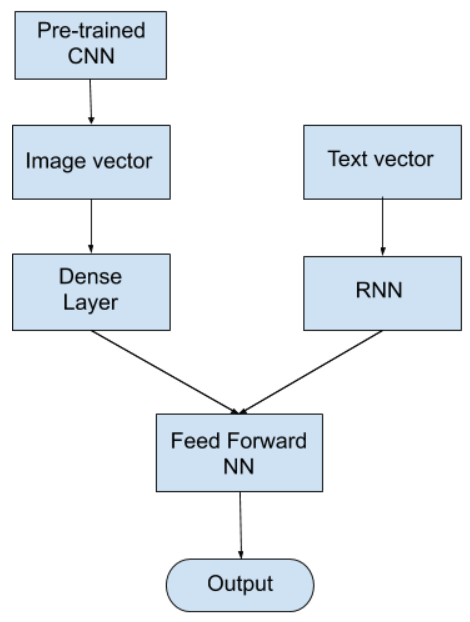 Pre-trained
CNN
Image vector
Text vector
Dense
Layer
RNN
Feed Forward
NN
Output